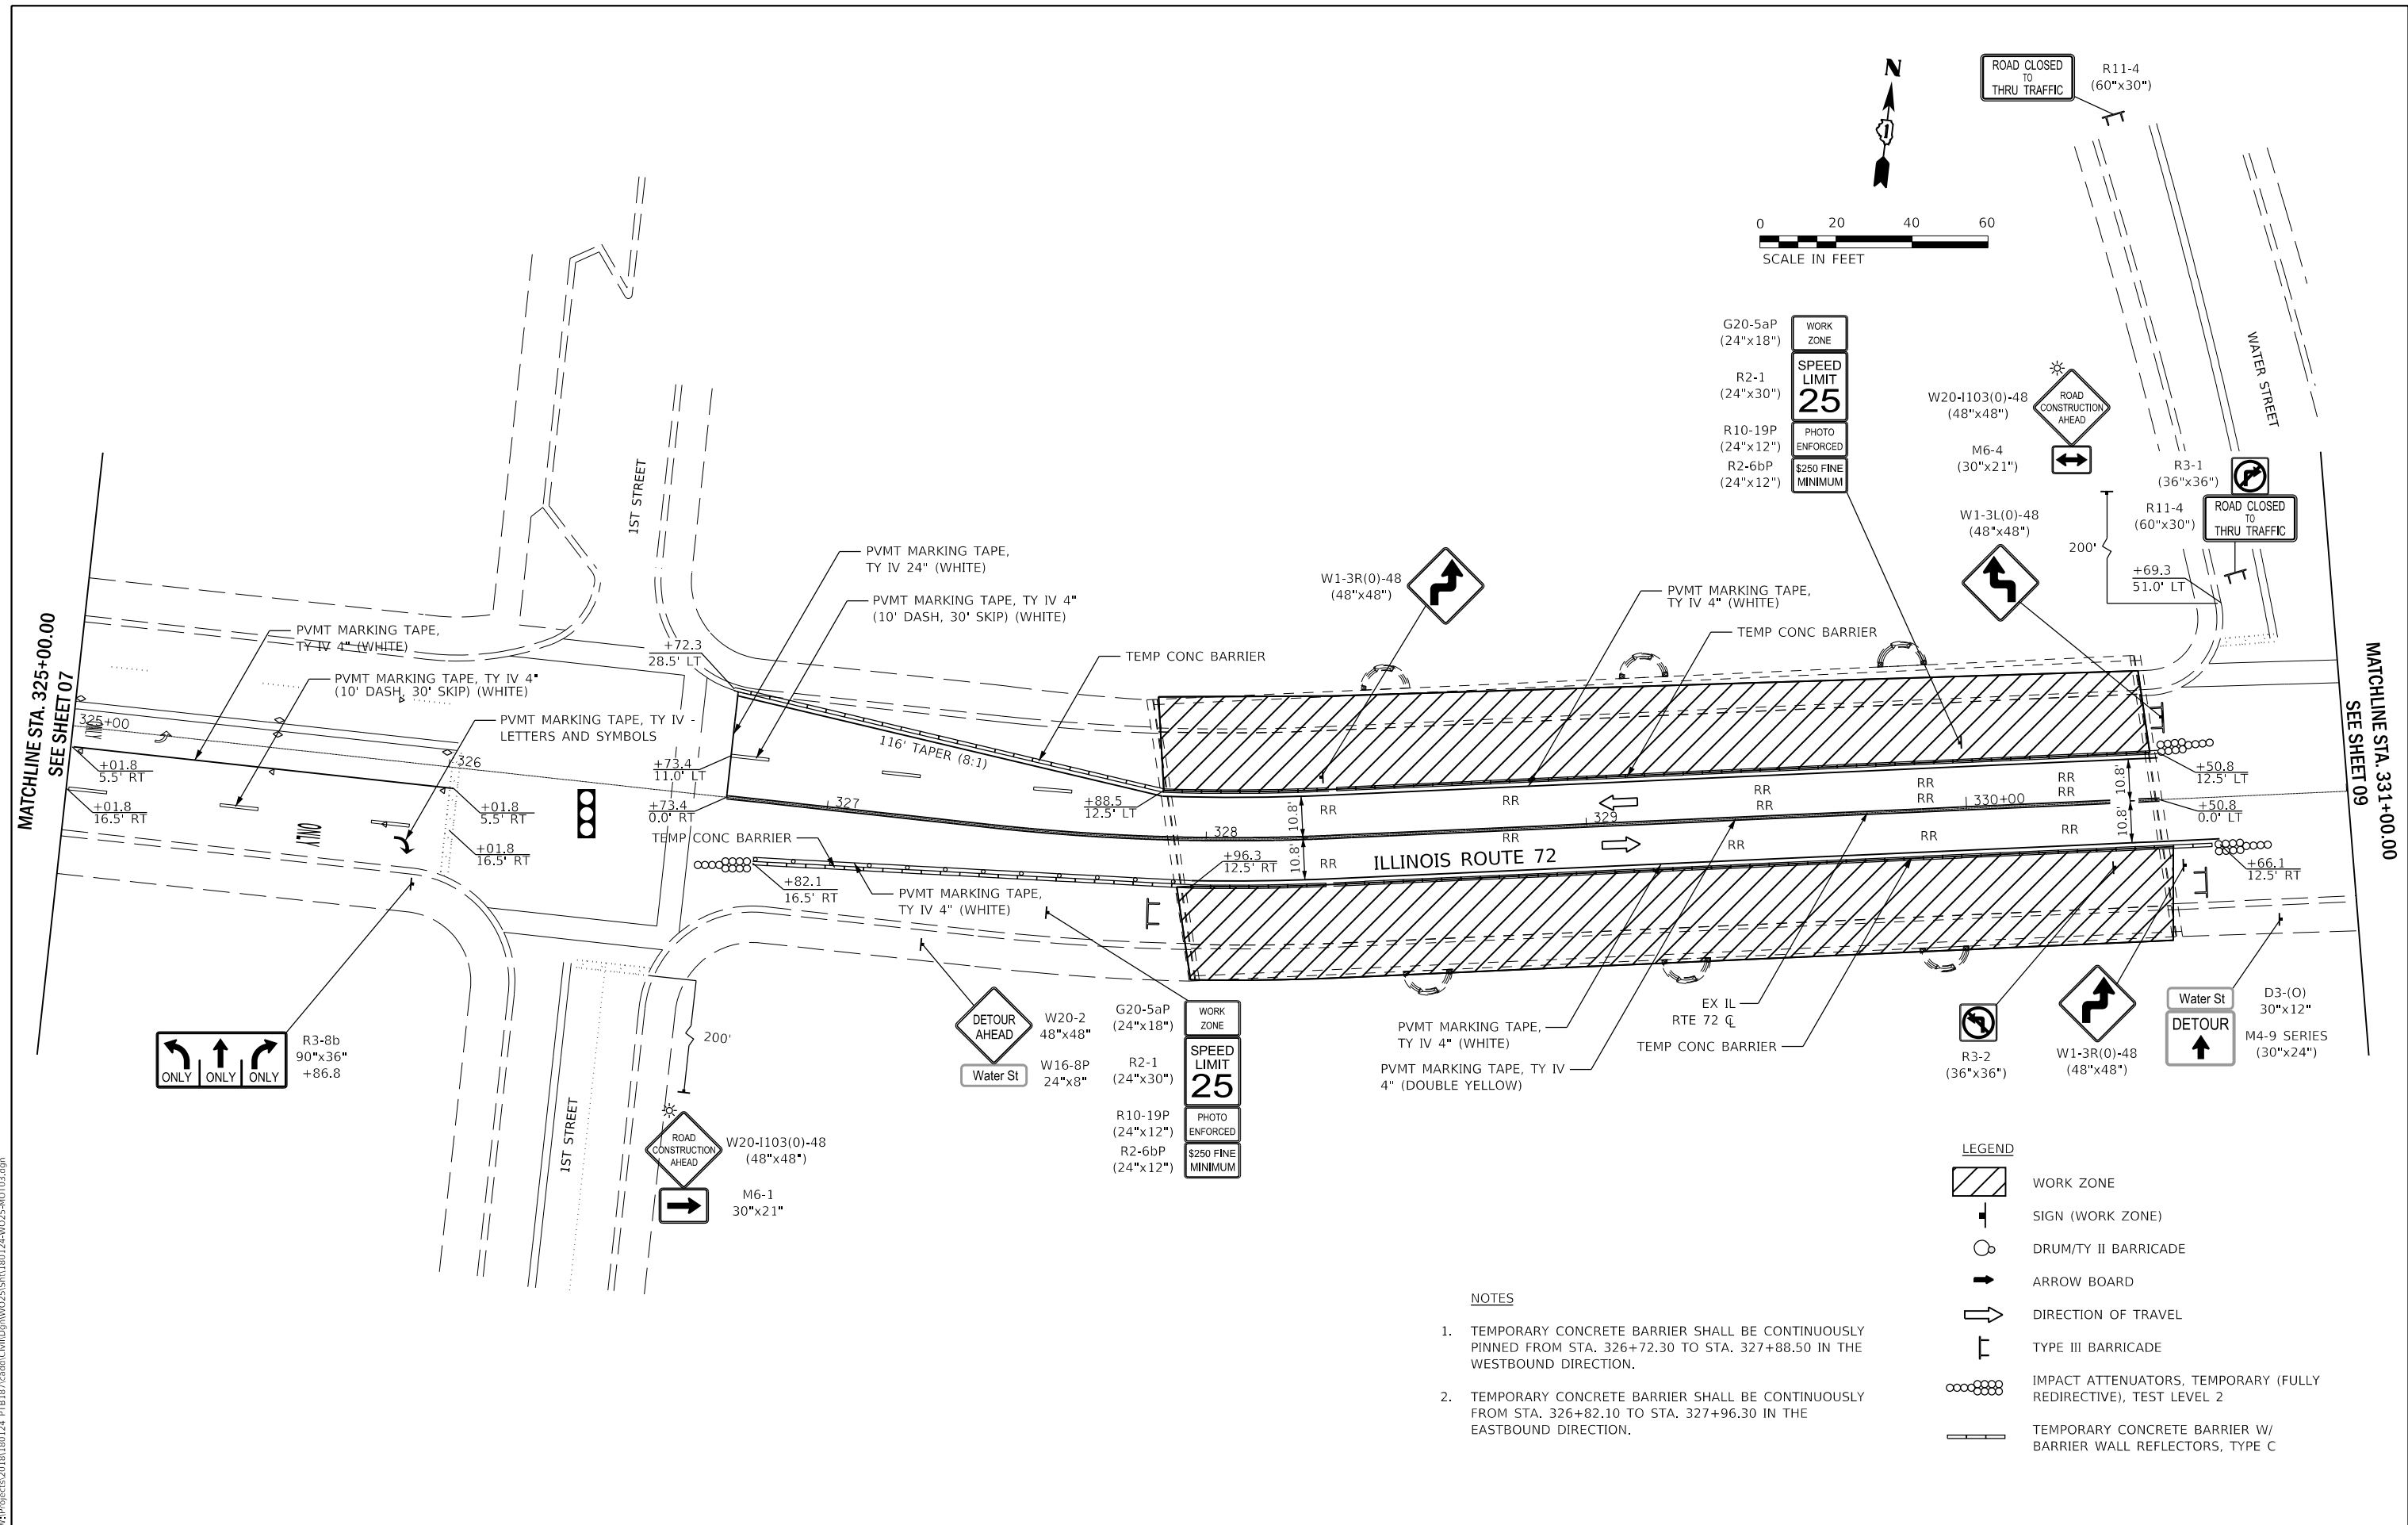 ROAD CLOSED
TO
THRU TRAFFIC
R11-4
(60"x30")
N
0 20 40 60
SCALE IN FEET
G20-5aP
(24"x18")
WORK
ZONE
R2-1
(24"x30")
SPEED
LIMIT
25
R10-19P
(24"x12")
PHOTO
ENFORCED
R2-6bP
(24"x12")
$250 FINE
MINIMUM
W20-I103(0)-48
(48"x48")
ROAD
CONSTRUCTION
AHEAD
M6-4
(30"x21")
WATER STREET
R3-1
(36"x36")
R11-4
(60"x30")
ROAD CLOSED
TO
THRU TRAFFIC
W1-3L(0)-48
(48"x48")
200'
+69.3
51.0' LT
1ST STREET
PVMT MARKING TAPE,
TY IV 24" (WHITE)
PVMT MARKING TAPE, TY IV 4"
(10' DASH, 30' SKIP) (WHITE)
W1-3R(0)-48
(48"x48")
PVMT MARKING TAPE,
TY IV 4" (WHITE)
TEMP CONC BARRIER
TEMP CONC BARRIER
MATCHLINE STA. 325+00.00
SEE SHEET 07
PVMT MARKING TAPE,
TY IV 4" (WHITE)
PVMT MARKING TAPE, TY IV 4"
(10' DASH, 30' SKIP) (WHITE)
PVMT MARKING TAPE, TY IV -
LETTERS AND SYMBOLS
325+00
326
+01.8
5.5' RT
+01.8
16.5' RT
+01.8
5.5' RT
+01.8
16.5' RT
ONLY
+72.3
28.5' LT
+73.4
11.0' LT
+73.4
0.0' RT
116' TAPER (8:1)
327
328
329
330+00
+88.5
12.5' LT
TEMP CONC BARRIER
+82.1
16.5' RT
PVMT MARKING TAPE,
TY IV 4" (WHITE)
+96.3
12.5' RT
10.8'
10.8'
RR
RR
RR
RR
RR
RR
RR
RR
RR
RR
RR
RR
RR
RR
ILLINOIS ROUTE 72
10.8'
10.8'
+50.8
12.5' LT
+50.8
0.0' LT
+66.1
12.5' RT
MATCHLINE STA. 331+00.00
SEE SHEET 09
ONLY
ONLY
ONLY
R3-8b
90"x36"
+86.8
1ST STREET
200'
ROAD
CONSTRUCTION
AHEAD
W20-I103(0)-48
(48"x48")
M6-1
30"x21"
DETOUR
AHEAD
W20-2
48"x48"
Water St
W16-8P
24"x8"
G20-5aP
(24"x18")
WORK
ZONE
R2-1
(24"x30")
SPEED
LIMIT
25
R10-19P
(24"x12")
PHOTO
ENFORCED
R2-6bP
(24"x12")
$250 FINE
MINIMUM
PVMT MARKING TAPE,
TY IV 4" (WHITE)
PVMT MARKING TAPE, TY IV
4" (DOUBLE YELLOW)
EX IL
RTE 72 ℄
TEMP CONC BARRIER
R3-2
(36"x36")
W1-3R(0)-48
(48"x48")
Water St
D3-(O)
30"x12"
DETOUR
M4-9 SERIES
(30"x24")
LEGEND
WORK ZONE
SIGN (WORK ZONE)
DRUM/TY II BARRICADE
ARROW BOARD
DIRECTION OF TRAVEL
TYPE III BARRICADE
IMPACT ATTENUATORS, TEMPORARY (FULLY
REDIRECTIVE), TEST LEVEL 2
TEMPORARY CONCRETE BARRIER W/
BARRIER WALL REFLECTORS, TYPE C
NOTES
1. TEMPORARY CONCRETE BARRIER SHALL BE CONTINUOUSLY
PINNED FROM STA. 326+72.30 TO STA. 327+88.50 IN THE
WESTBOUND DIRECTION.
2. TEMPORARY CONCRETE BARRIER SHALL BE CONTINUOUSLY
FROM STA. 326+82.10 TO STA. 327+96.30 IN THE
EASTBOUND DIRECTION.